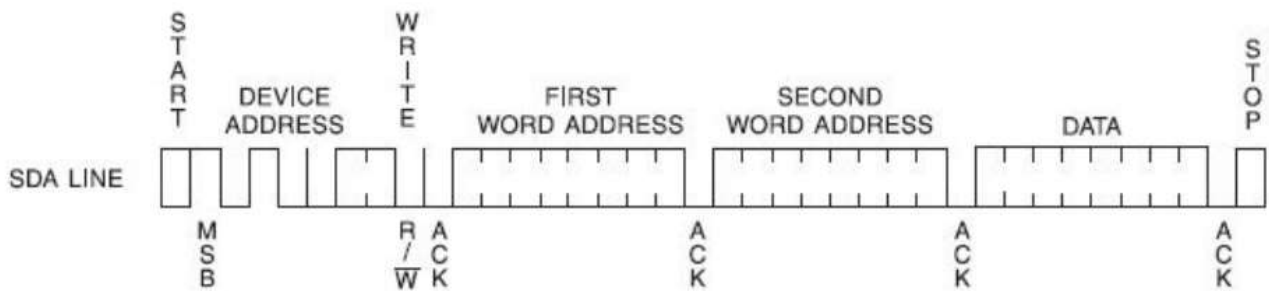 START
WRITE
STOP
DEVICE
ADDRESS
FIRST
WORD ADDRESS
SECOND
WORD ADDRESS
DATA
SDA LINE
MSB
R/W̅
ACK
ACK
ACK
ACK